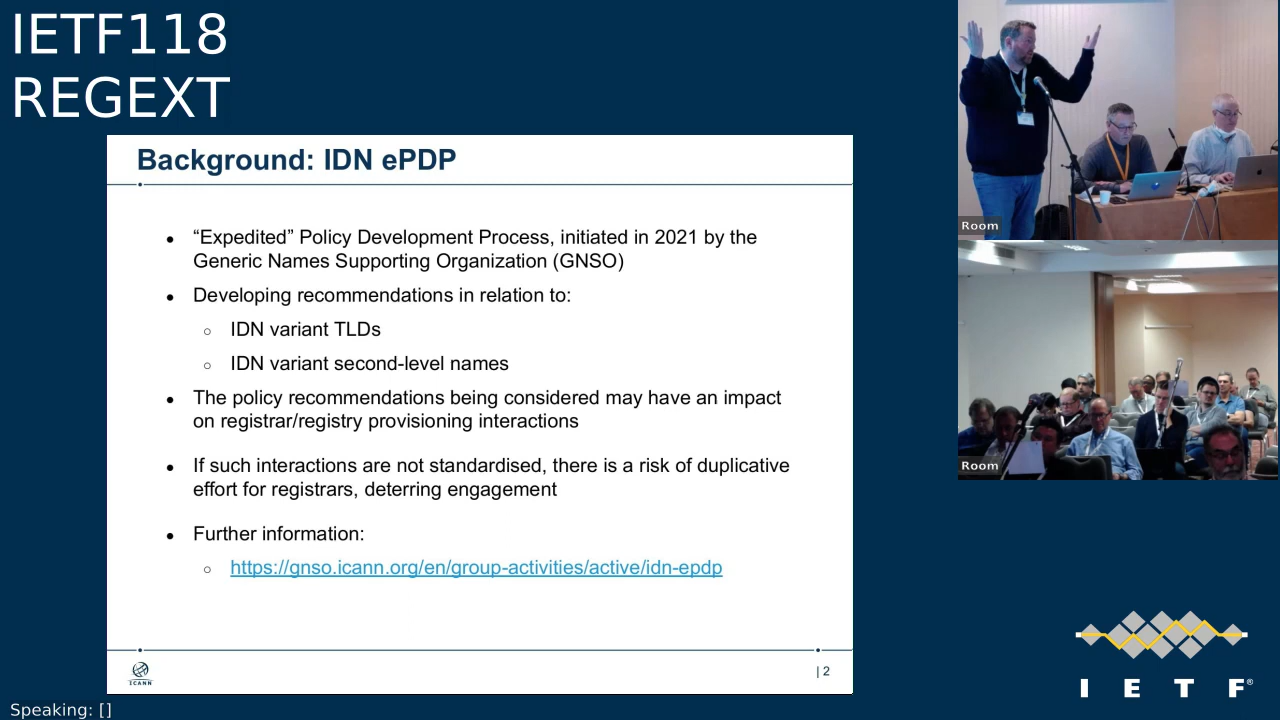 IETF118
REGEXT
Background: IDN ePDP
● “Expedited” Policy Development Process, initiated in 2021 by the
Generic Names Supporting Organization (GNSO)
● Developing recommendations in relation to:
○ IDN variant TLDs
○ IDN variant second-level names
● The policy recommendations being considered may have an impact
on registrar/registry provisioning interactions
● If such interactions are not standardised, there is a risk of duplicative
effort for registrars, deterring engagement
● Further information:
○ https://gnso.icann.org/en/group-activities/active/idn-epdp
ICANN
| 2
Room
Room
I E T F®
Speaking: []